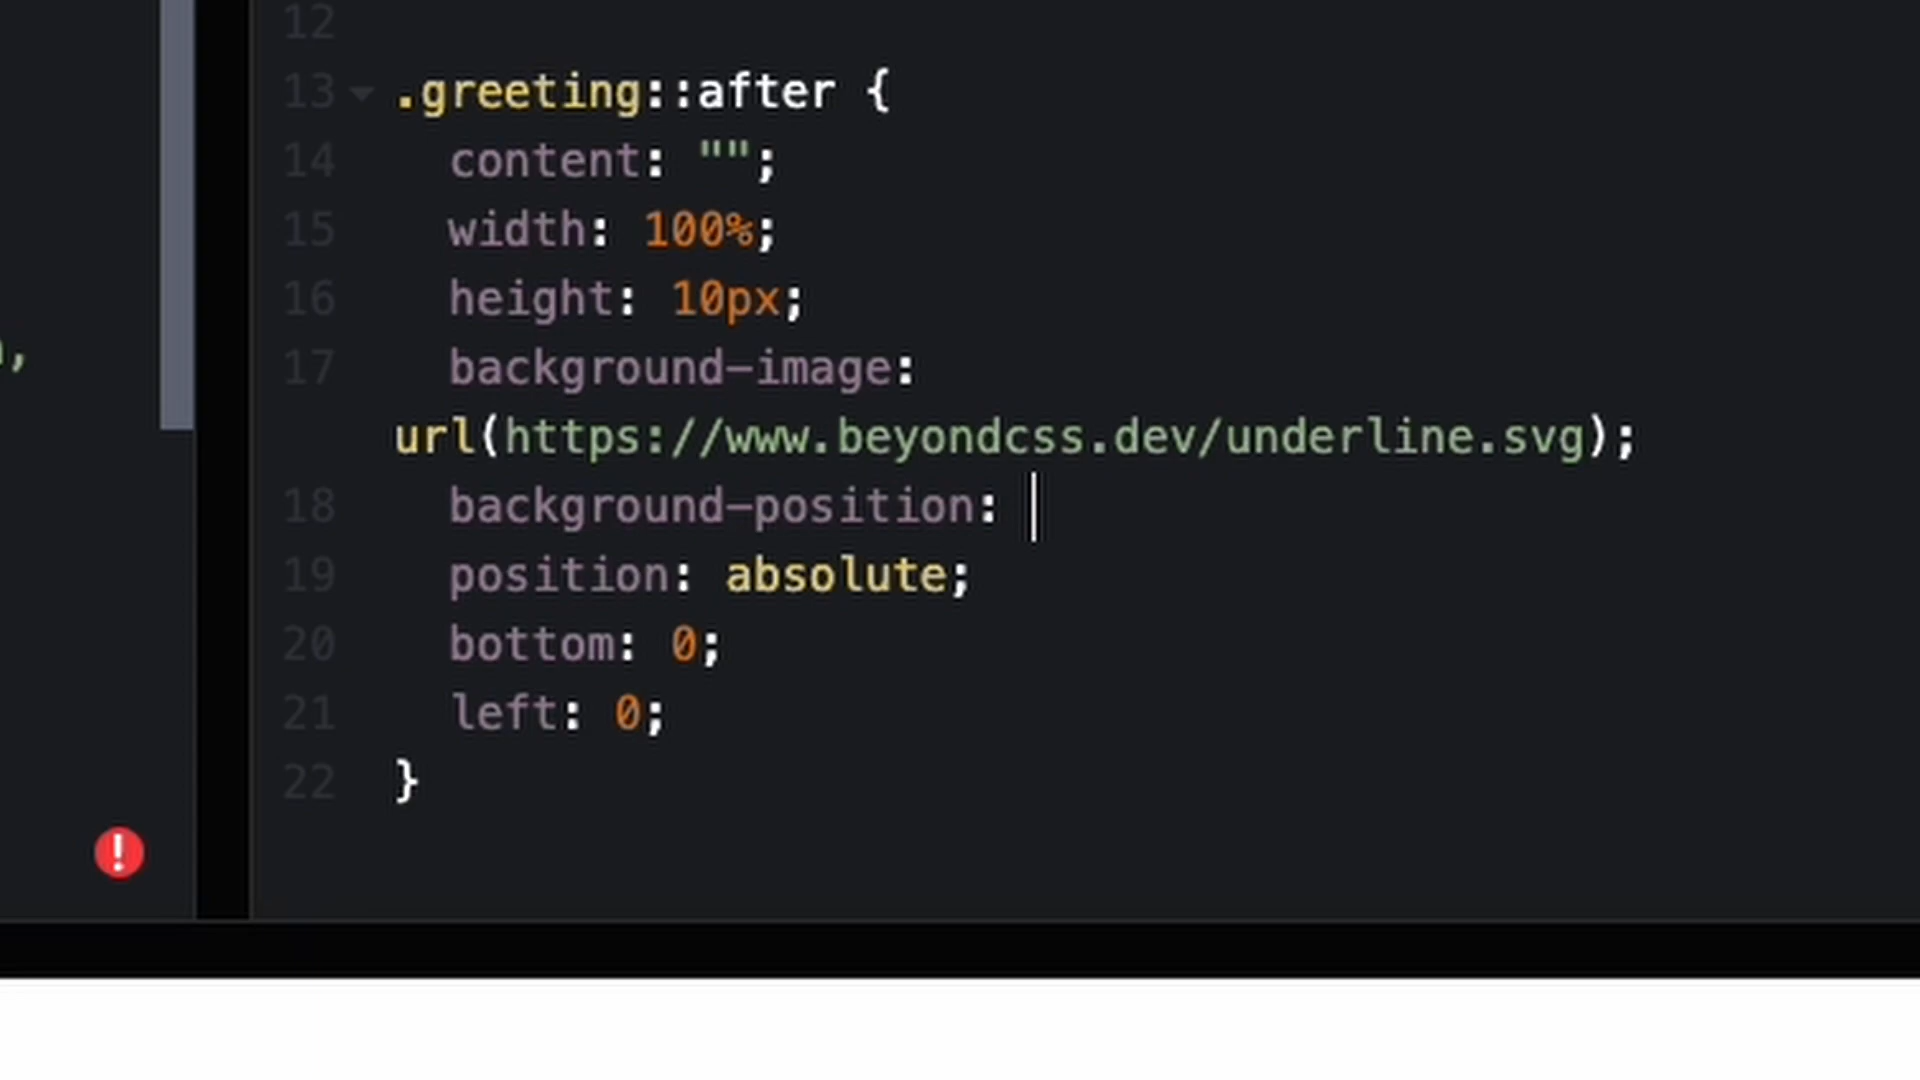 12
13 .greeting::after {
14 content: "";
15 width: 100%;
16 height: 10px;
17 background-image:
url(https://www.beyondcss.dev/underline.svg);
18 background-position:
19 position: absolute;
20 bottom: 0;
21 left: 0;
22 }
!